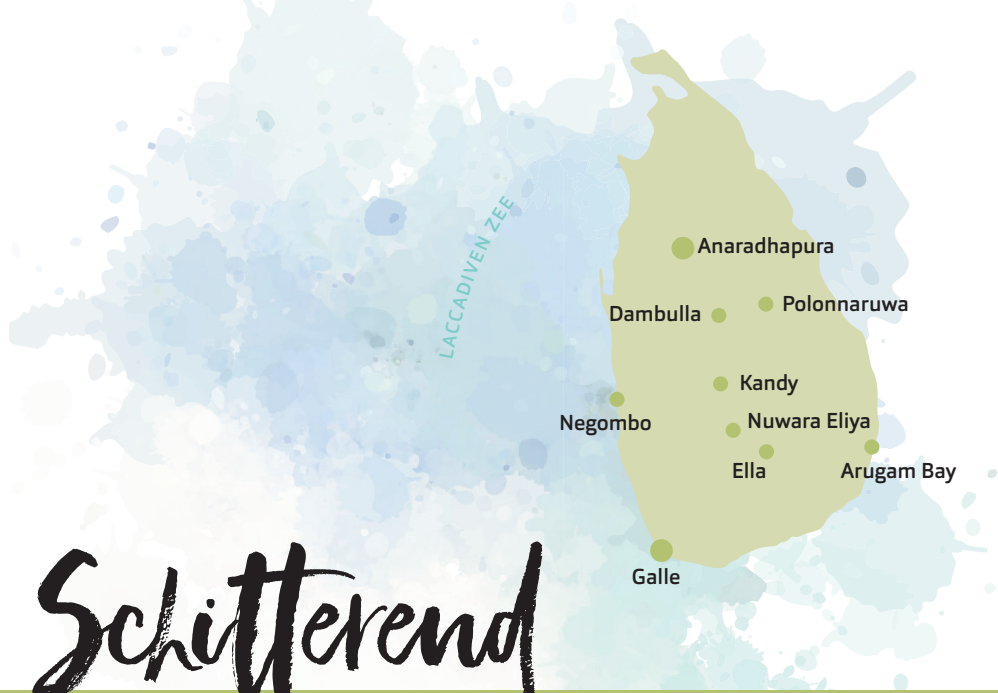 LACCADIVEN ZEE
Anaradhapura
Polonnaruwa
Dambulla
Kandy
Negombo
Nuwara Eliya
Ella
Arugam Bay
Galle
Schitterend